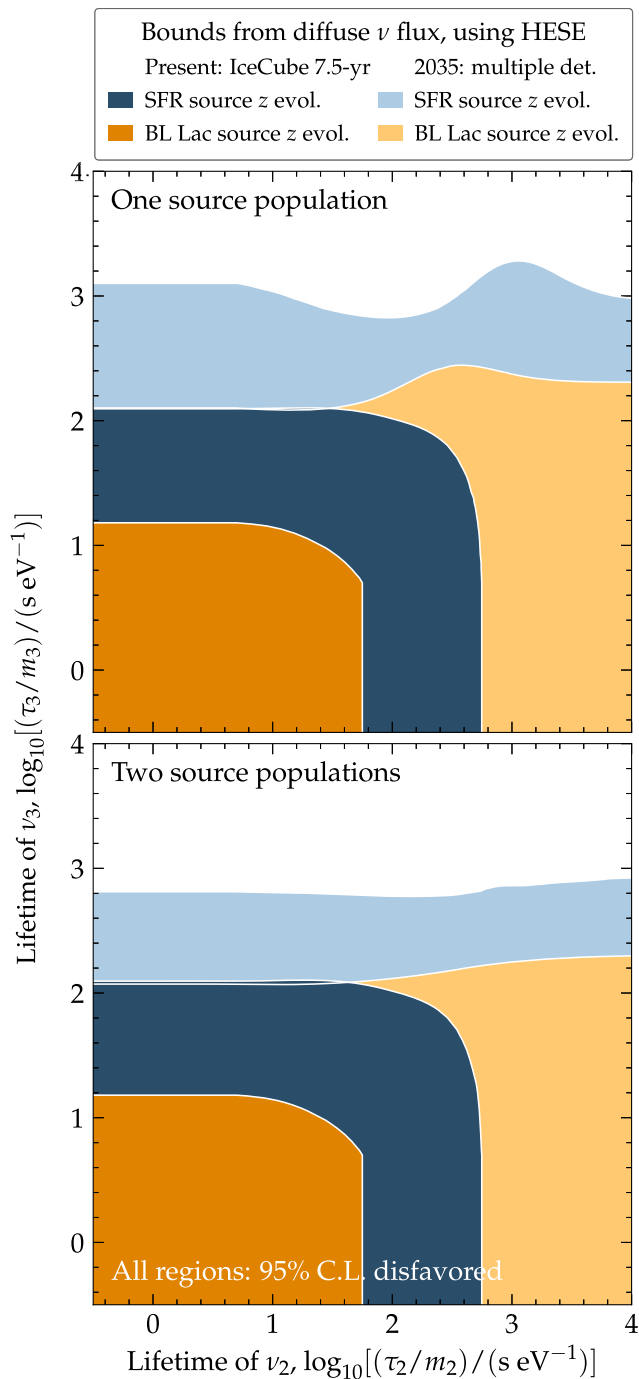 Bounds from diffuse ν flux, using HESE
Present: IceCube 7.5-yr 2035: multiple det.
SFR source z evol. SFR source z evol.
BL Lac source z evol. BL Lac source z evol.
One source population
4
3
2
1
0
Lifetime of ν₃, log₁₀[(τ₃/m₃)/(s eV⁻¹)]
Two source populations
4
3
2
1
0
All regions: 95% C.L. disfavored
0 1 2 3 4
Lifetime of ν₂, log₁₀[(τ₂/m₂)/(s eV⁻¹)]